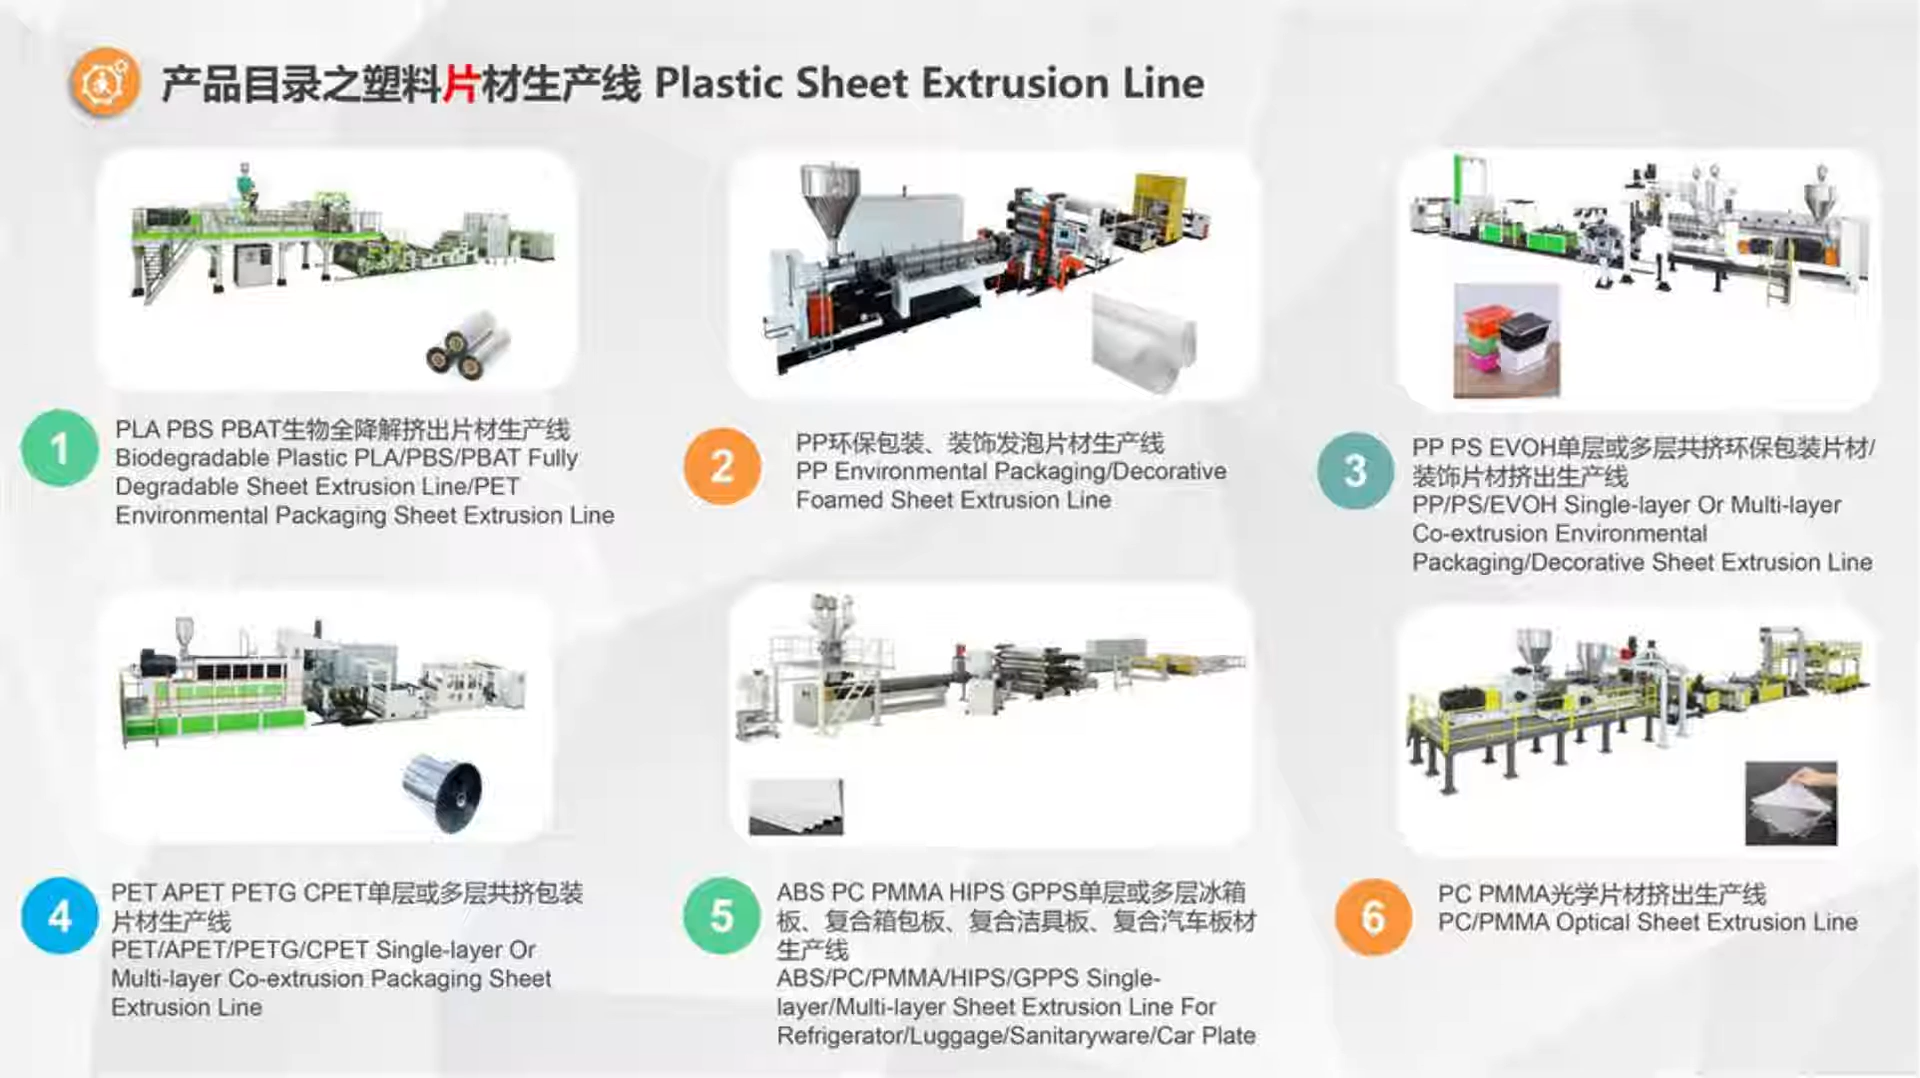 产品目录之塑料片材生产线 Plastic Sheet Extrusion Line
1
PLA PBS PBAT生物全降解挤出片材生产线
Biodegradable Plastic PLA/PBS/PBAT Fully
Degradable Sheet Extrusion Line/PET
Environmental Packaging Sheet Extrusion Line
2
PP环保包装、装饰发泡片材生产线
PP Environmental Packaging/Decorative
Foamed Sheet Extrusion Line
3
PP PS EVOH单层或多层共挤环保包装片材/
装饰片材挤出生产线
PP/PS/EVOH Single-layer Or Multi-layer
Co-extrusion Environmental
Packaging/Decorative Sheet Extrusion Line
4
PET APET PETG CPET单层或多层共挤包装
片材生产线
PET/APET/PETG/CPET Single-layer Or
Multi-layer Co-extrusion Packaging Sheet
Extrusion Line
5
ABS PC PMMA HIPS GPPS单层或多层冰箱
板、复合箱包板、复合洁具板、复合汽车板材
生产线
ABS/PC/PMMA/HIPS/GPPS Single-
layer/Multi-layer Sheet Extrusion Line For
Refrigerator/Luggage/Sanitaryware/Car Plate
6
PC PMMA光学片材挤出生产线
PC/PMMA Optical Sheet Extrusion Line